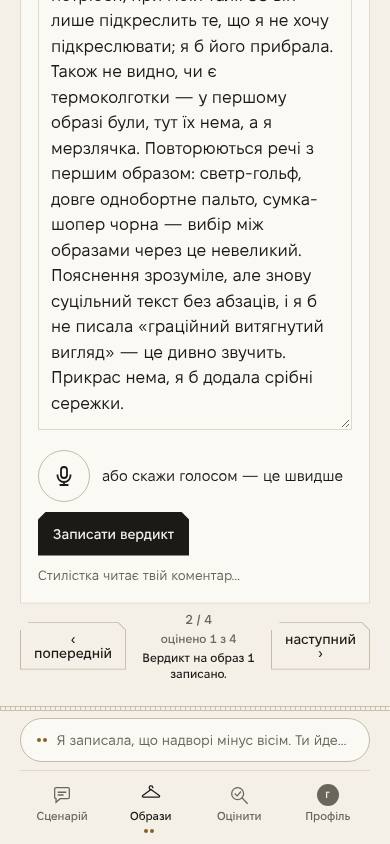 лише підкреслить те, що я не хочу
підкреслювати; я б його прибрала.
Також не видно, чи є
термоколготки — у першому
образі були, тут їх нема, а я
мерзлячка. Повторюються речі з
першим образом: светр-гольф,
довге однобортне пальто, сумка-
шопер чорна — вибір між
образами через це невеликий.
Пояснення зрозуміле, але знову
суцільний текст без абзаців, і я б
не писала «граційний витягнутий
вигляд» — це дивно звучить.
Прикрас нема, я б додала срібні
сережки.
або скажи голосом — це швидше
Записати вердикт
Стилістка читає твій коментар...
‹
попередній
2 / 4
оцінено 1 з 4
Вердикт на образ 1
записано.
наступний
›
Я записала, що надворі мінус вісім. Ти йде...
Сценарій
Образи
Оцінити
г
Профіль